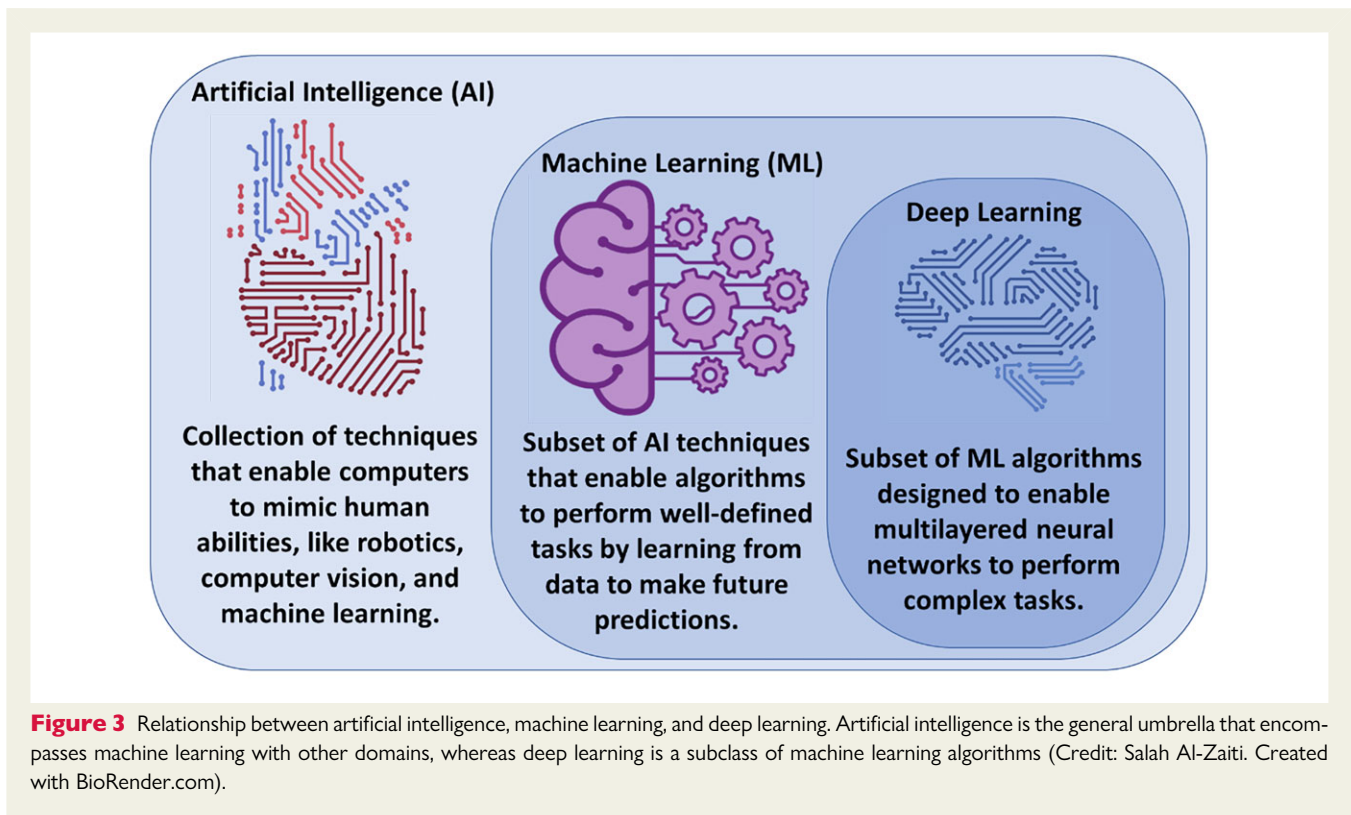 Artificial Intelligence (AI)
Collection of techniques
that enable computers
to mimic human
abilities, like robotics,
computer vision, and
machine learning.
Machine Learning (ML)
Subset of AI techniques
that enable algorithms
to perform well-defined
tasks by learning from
data to make future
predictions.
Deep Learning
Subset of ML algorithms
designed to enable
multilayered neural
networks to perform
complex tasks.
Figure 3 Relationship between artificial intelligence, machine learning, and deep learning. Artificial intelligence is the general umbrella that encom-
passes machine learning with other domains, whereas deep learning is a subclass of machine learning algorithms (Credit: Salah Al-Zaiti. Created
with BioRender.com).